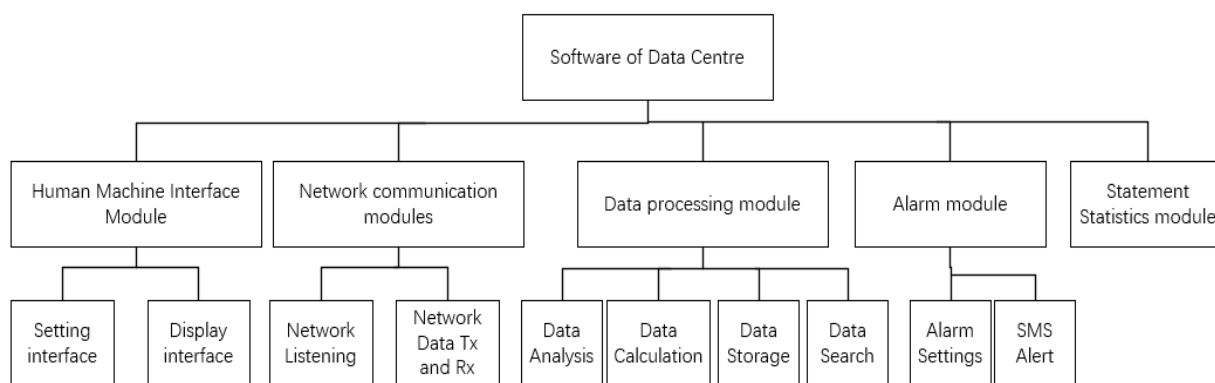 Software of Data Centre
Human Machine Interface
Module
Network communication
modules
Data processing module
Alarm module
Statement
Statistics module
Setting
interface
Display
interface
Network
Listening
Network
Data Tx
and Rx
Data
Analysis
Data
Calculation
Data
Storage
Data
Search
Alarm
Settings
SMS
Alert